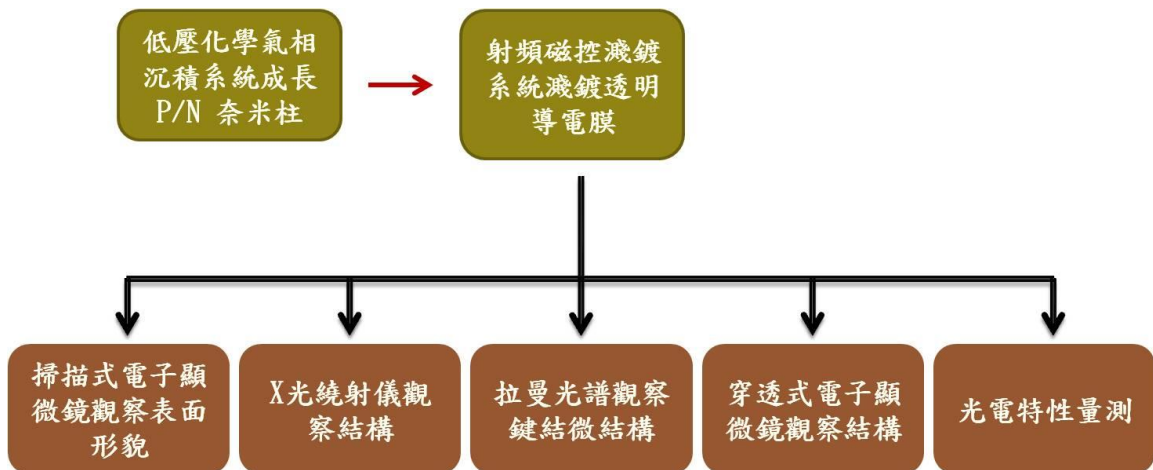 低壓化學氣相
沉積系統成長
P/N 奈米柱
射頻磁控濺鍍
系統濺鍍透明
導電膜
掃描式電子顯
微鏡觀察表面
形貌
X光繞射儀觀
察結構
拉曼光譜觀察
鍵結微結構
穿透式電子顯
微鏡觀察結構
光電特性量測